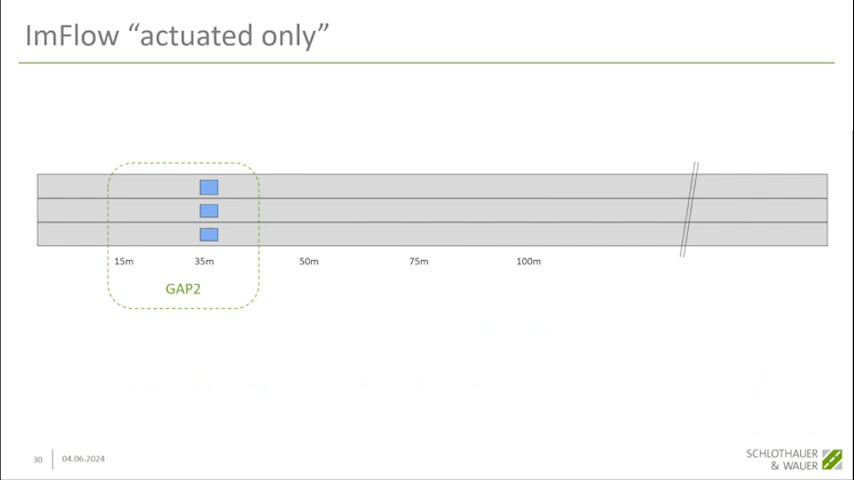 ImFlow “actuated only”
15m 35m 50m 75m 100m
GAP2
30 04.06.2024
SCHLOTHAUER
& WAUER